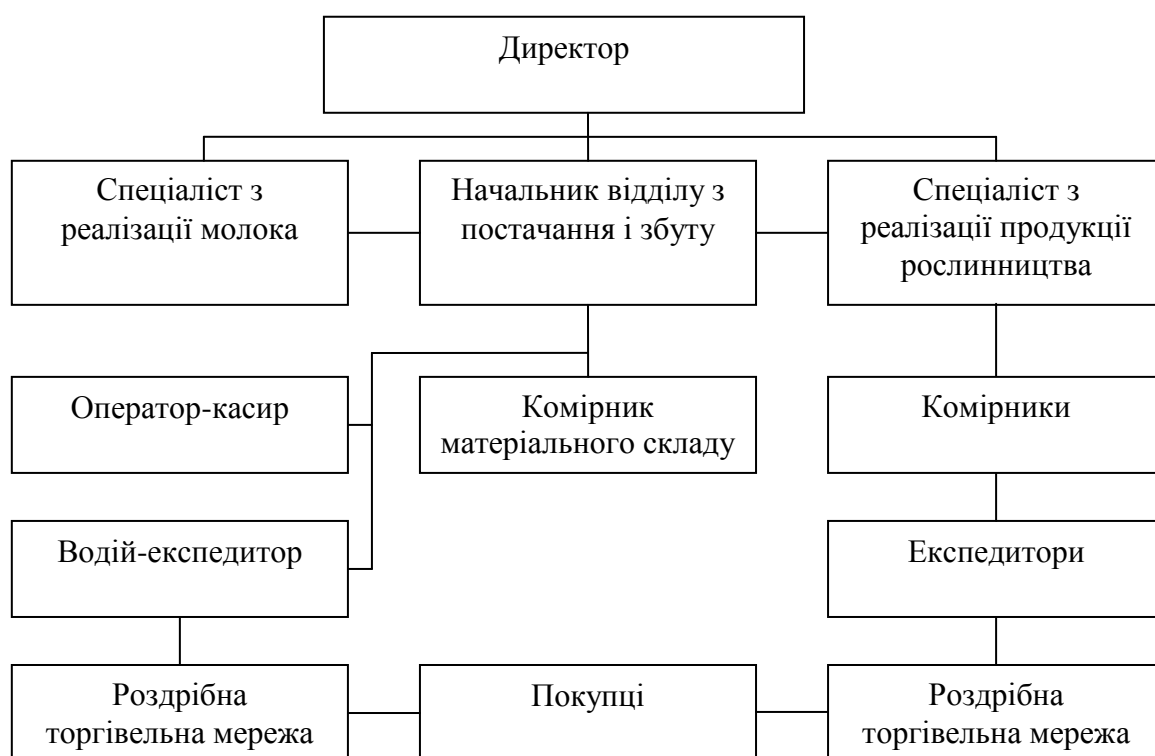 Директор
Спеціаліст з
реалізації молока
Начальник відділу з
постачання і збуту
Спеціаліст з
реалізації продукції
рослинництва
Оператор-касир
Комірник
матеріального складу
Комірники
Водій-експедитор
Експедитори
Роздрібна
торгівельна мережа
Покупці
Роздрібна
торгівельна мережа